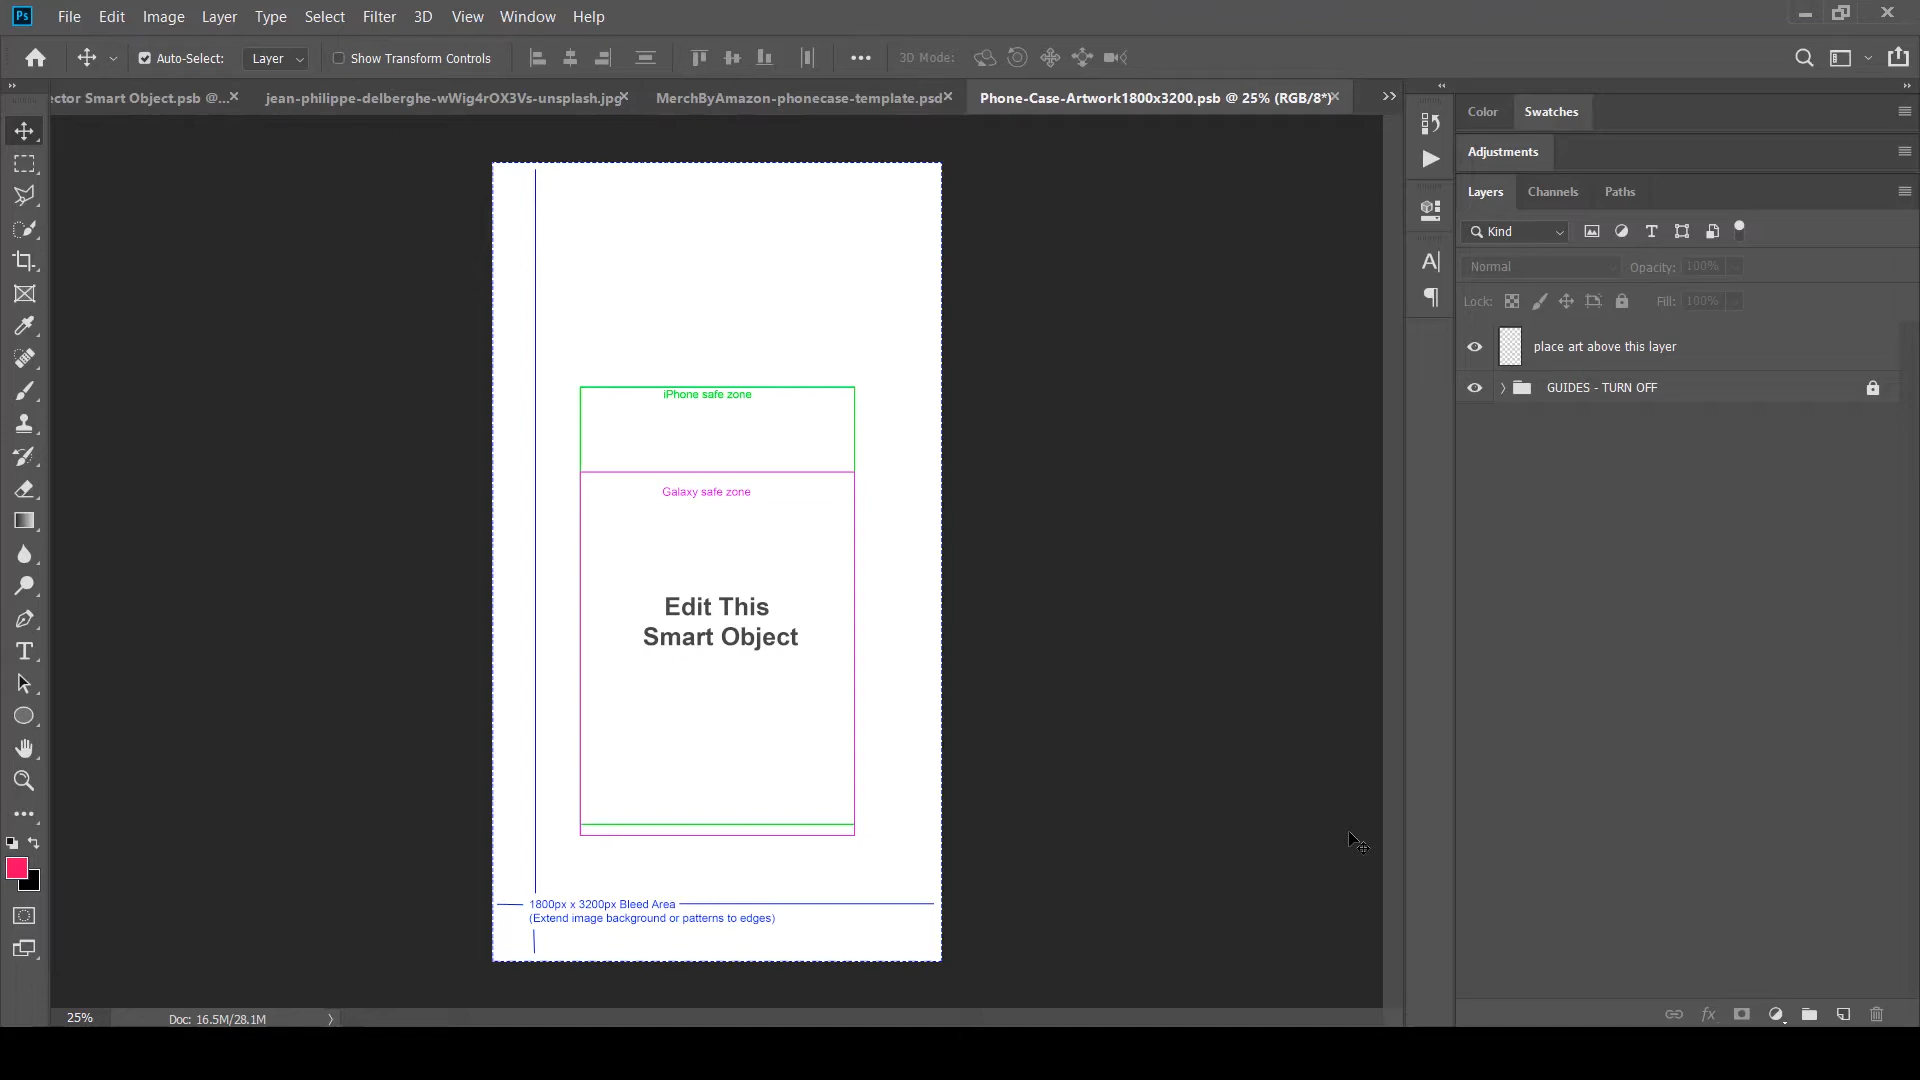 Ps File Edit Image Layer Type Select Filter 3D View Window Help
Auto-Select: Layer Show Transform Controls 3D Mode:
ector Smart Object.psb @... jean-philippe-delberghe-wWig4rOX3Vs-unsplash.jpg MerchByAmazon-phonecase-template.psd Phone-Case-Artwork1800x3200.psb @ 25% (RGB/8*)
Color Swatches
Adjustments
Layers Channels Paths
Kind
Normal Opacity: 100%
Lock: Fill: 100%
place art above this layer
GUIDES - TURN OFF
iPhone safe zone
Galaxy safe zone
Edit This
Smart Object
1800px x 3200px Bleed Area
(Extend image background or patterns to edges)
25% Doc: 16.5M/28.1M